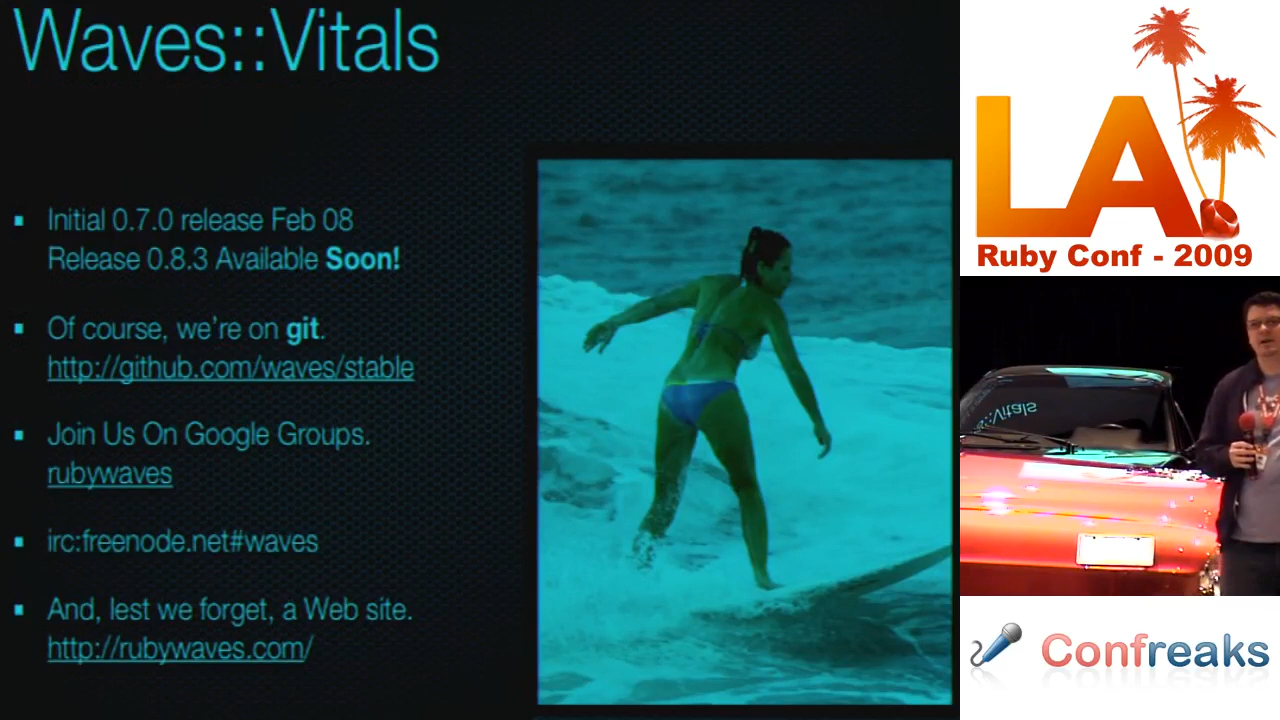 Waves::Vitals
Initial 0.7.0 release Feb 08
Release 0.8.3 Available Soon!
Of course, we're on git.
http://github.com/waves/stable
Join Us On Google Groups.
rubywaves
irc:freenode.net#waves
And, lest we forget, a Web site.
http://rubywaves.com/
LA
Ruby Conf - 2009
::Vitals
Confreaks